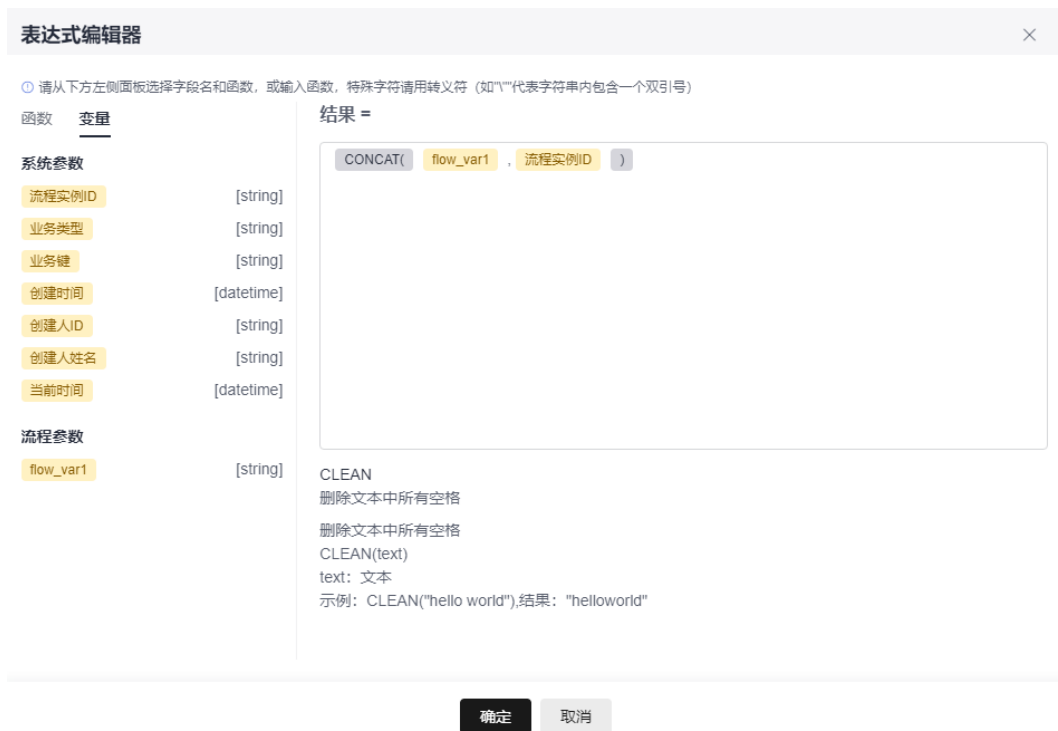 表达式编辑器
请从下方左侧面板选择字段名和函数，或输入函数，特殊字符请用转义符（如"\""代表字符串内包含一个双引号）
函数 变量
系统参数
流程实例ID [string]
业务类型 [string]
业务键 [string]
创建时间 [datetime]
创建人ID [string]
创建人姓名 [string]
当前时间 [datetime]
流程参数
flow_var1 [string]
结果 =
CONCAT( flow_var1 , 流程实例ID )
CLEAN
删除文本中所有空格
删除文本中所有空格
CLEAN(text)
text：文本
示例：CLEAN("hello world"),结果："helloworld"
确定 取消